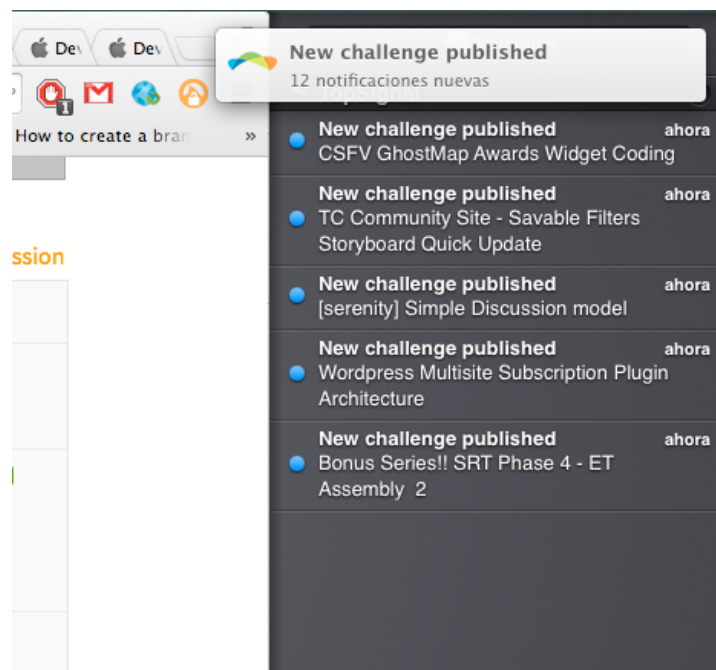 Dev
Dev
New challenge published
12 notificaciones nuevas
1
How to create a bran
»
ssion
New challenge published ahora
CSFV GhostMap Awards Widget Coding
New challenge published ahora
TC Community Site - Savable Filters
Storyboard Quick Update
New challenge published ahora
[serenity] Simple Discussion model
New challenge published ahora
Wordpress Multisite Subscription Plugin
Architecture
New challenge published ahora
Bonus Series!! SRT Phase 4 - ET
Assembly 2